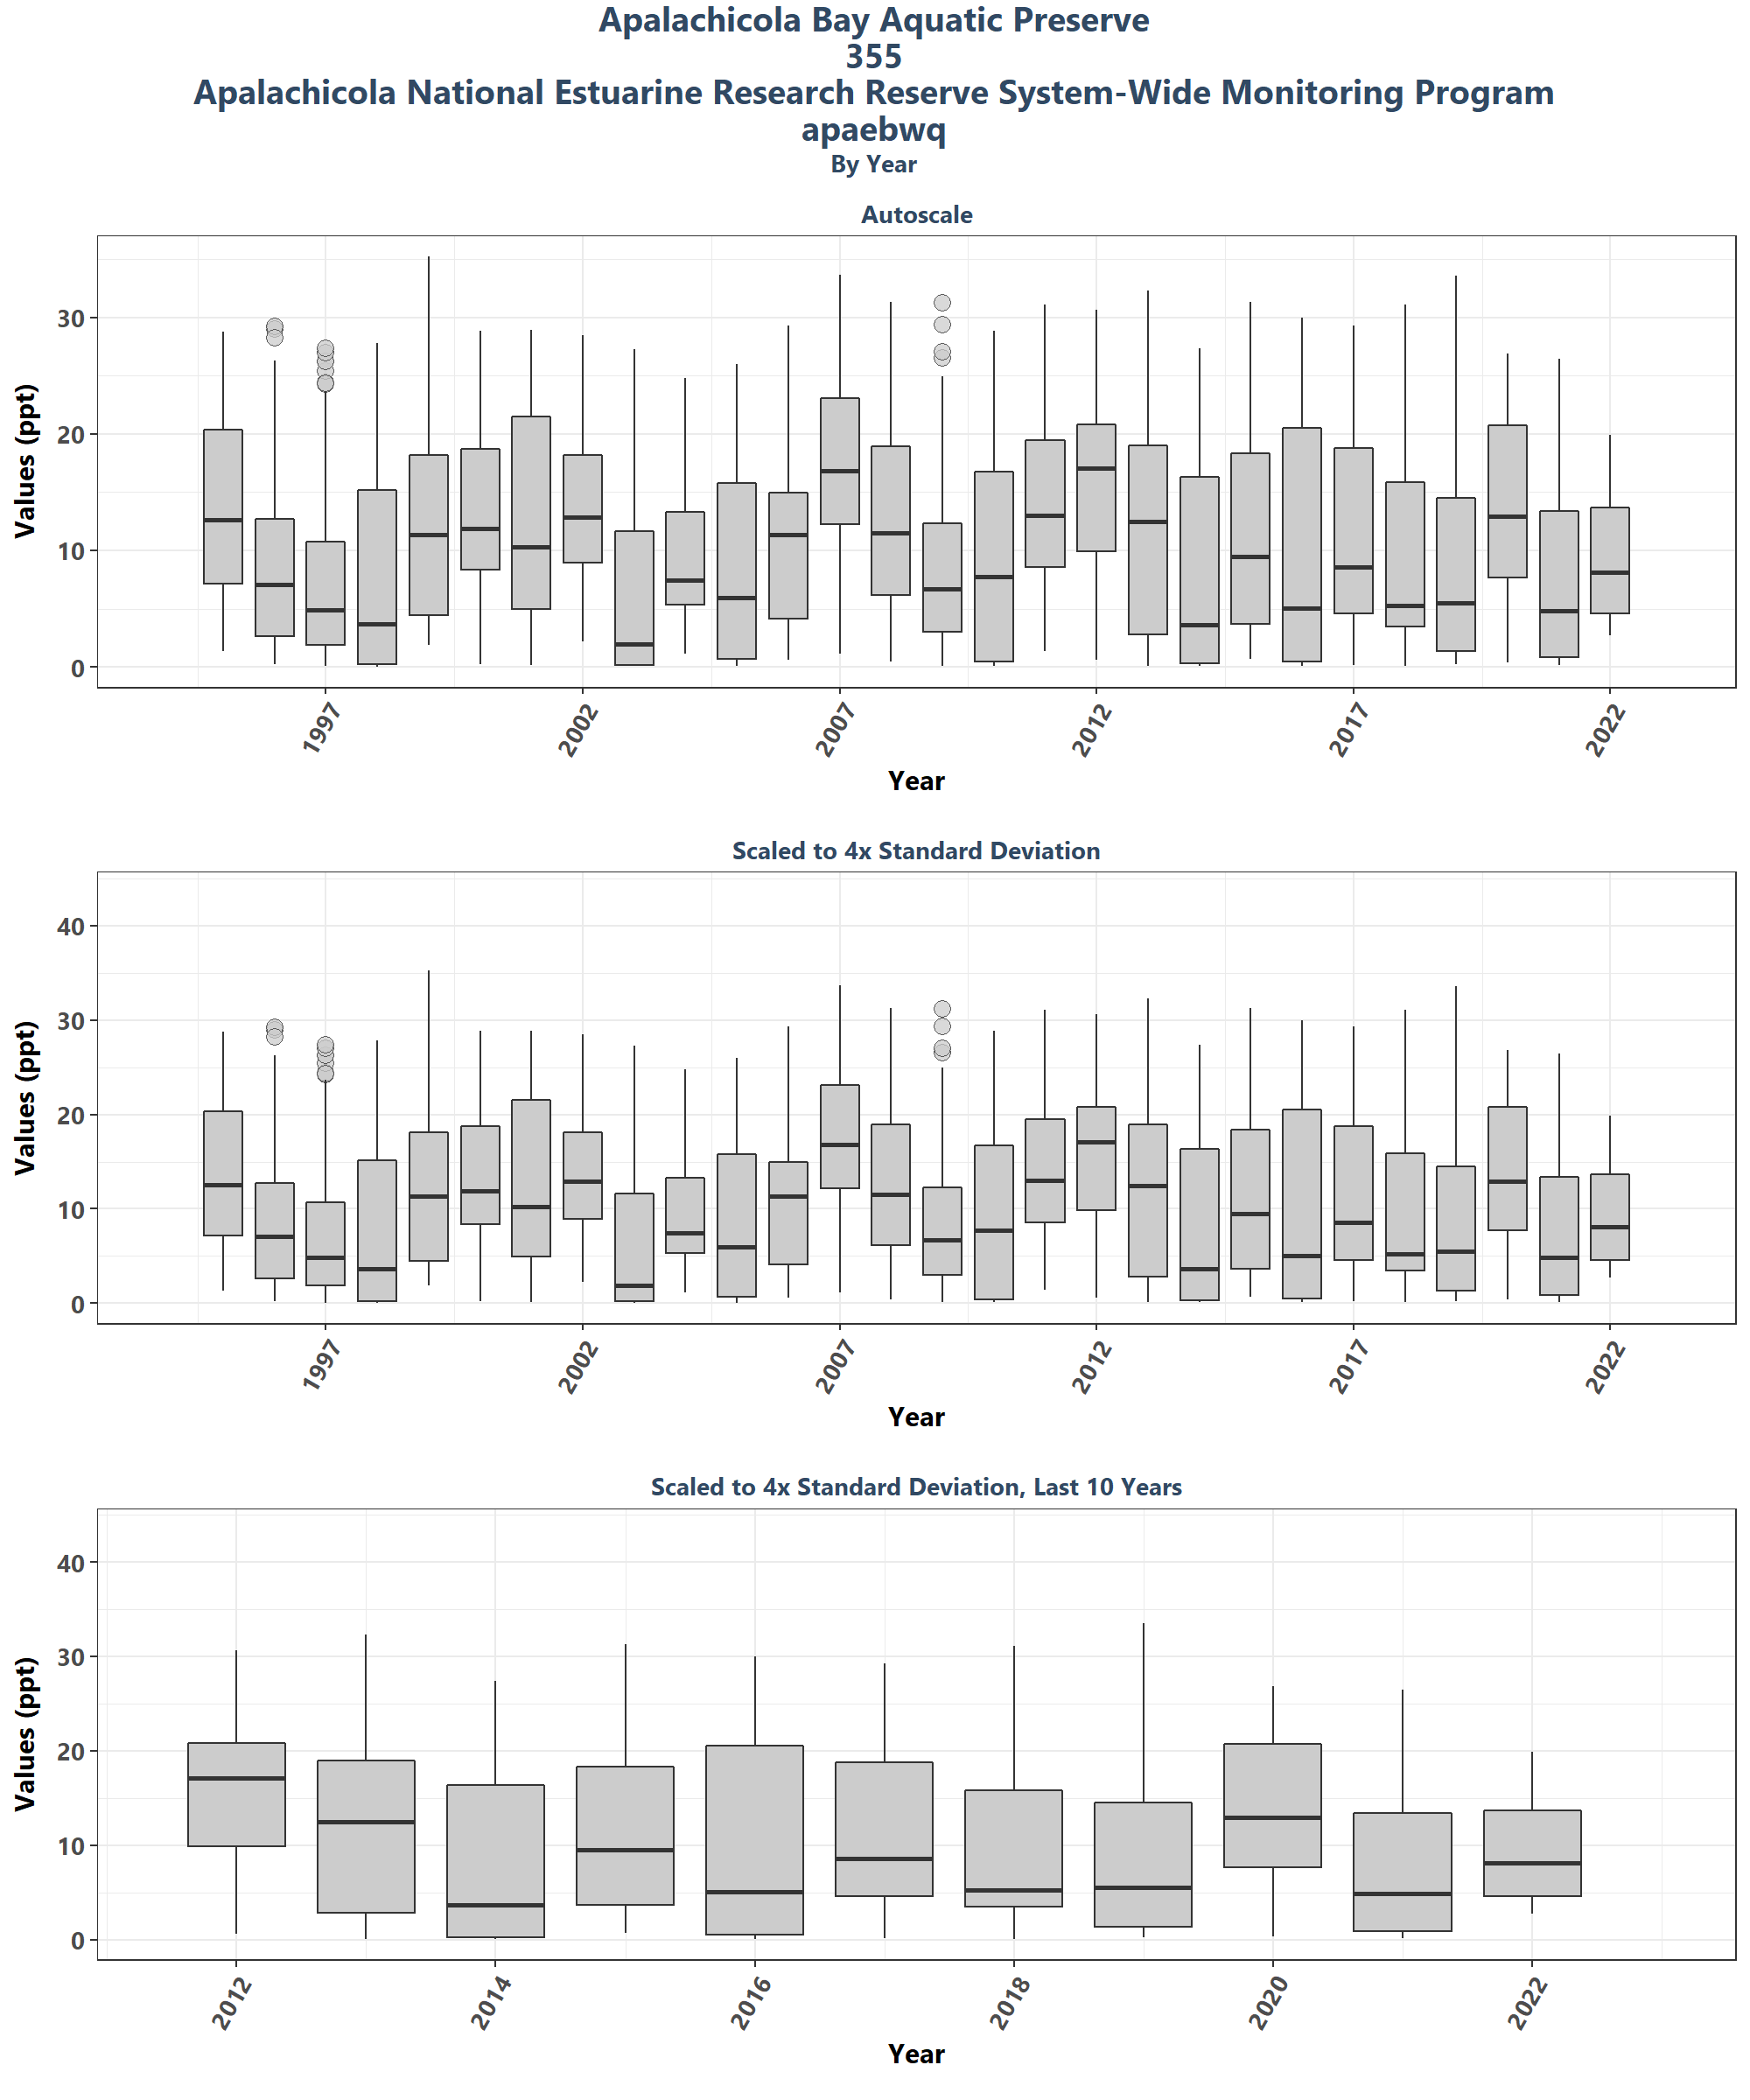 Apalachicola Bay Aquatic Preserve
355
Apalachicola National Estuarine Research Reserve System-Wide Monitoring Program
apaebwq
By Year
Autoscale
Values (ppt)
30
20
10
0
1997 2002 2007 2012 2017 2022
Year
Scaled to 4x Standard Deviation
Values (ppt)
40
30
20
10
0
1997 2002 2007 2012 2017 2022
Year
Scaled to 4x Standard Deviation, Last 10 Years
Values (ppt)
40
30
20
10
0
2012 2014 2016 2018 2020 2022
Year